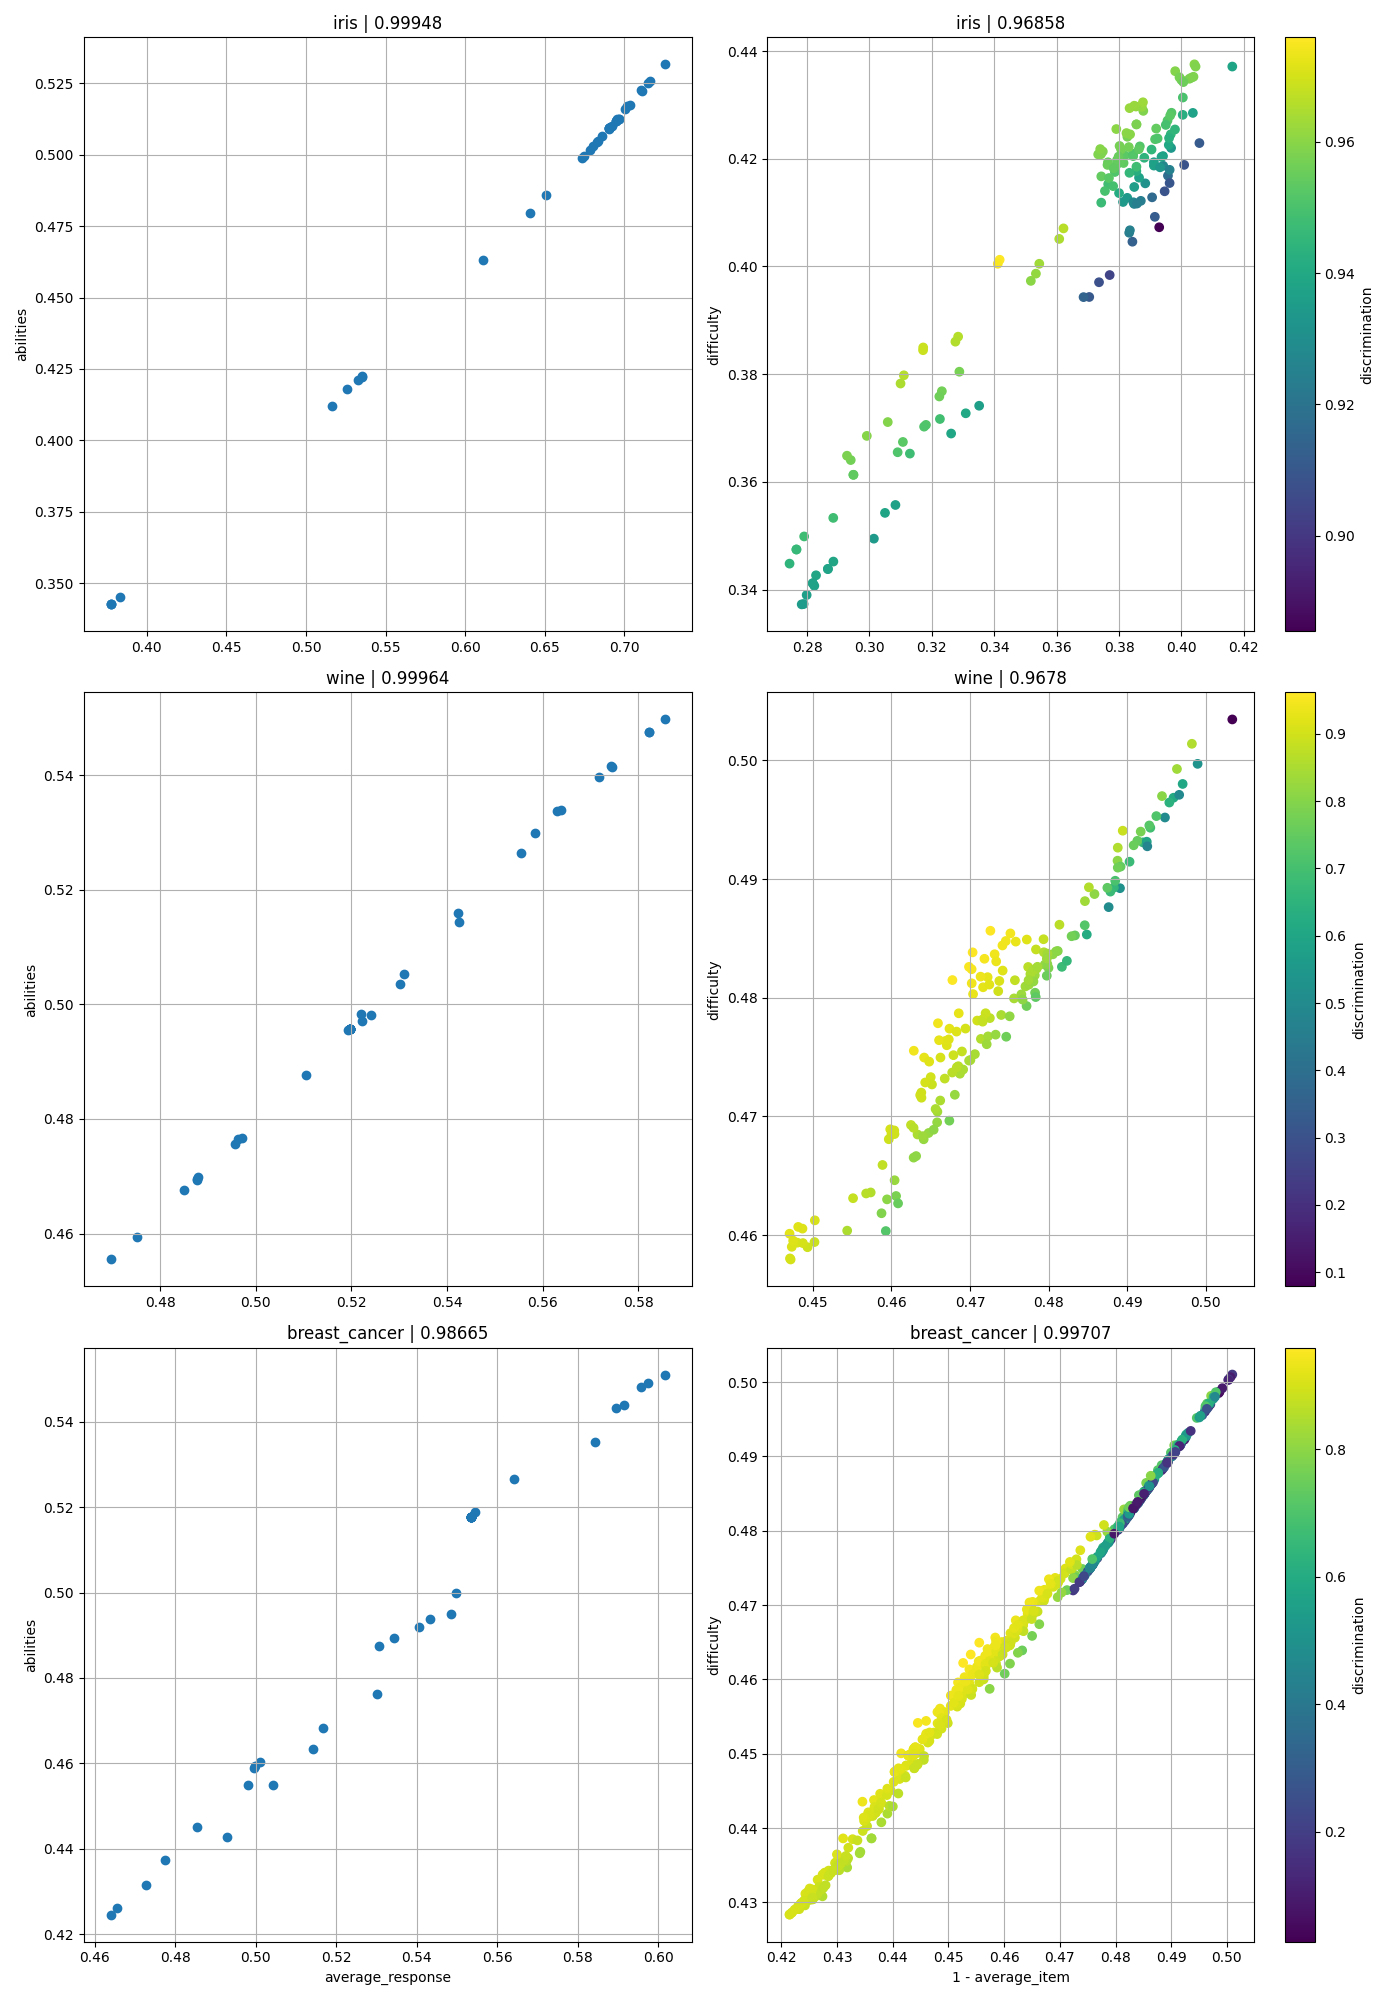 iris | 0.99948
abilities
0.525
0.500
0.475
0.450
0.425
0.400
0.375
0.350
0.40 0.45 0.50 0.55 0.60 0.65 0.70
iris | 0.96858
difficulty
0.44
0.42
0.40
0.38
0.36
0.34
0.28 0.30 0.32 0.34 0.36 0.38 0.40 0.42
0.96
0.94
0.92
0.90
discrimination
wine | 0.99964
abilities
0.54
0.52
0.50
0.48
0.46
0.48 0.50 0.52 0.54 0.56 0.58
wine | 0.9678
difficulty
0.50
0.49
0.48
0.47
0.46
0.45 0.46 0.47 0.48 0.49 0.50
0.9
0.8
0.7
0.6
0.5
0.4
0.3
0.2
0.1
discrimination
breast_cancer | 0.98665
abilities
0.54
0.52
0.50
0.48
0.46
0.44
0.42
0.46 0.48 0.50 0.52 0.54 0.56 0.58 0.60
average_response
breast_cancer | 0.99707
difficulty
0.50
0.49
0.48
0.47
0.46
0.45
0.44
0.43
0.42 0.43 0.44 0.45 0.46 0.47 0.48 0.49 0.50
1 - average_item
0.8
0.6
0.4
0.2
discrimination